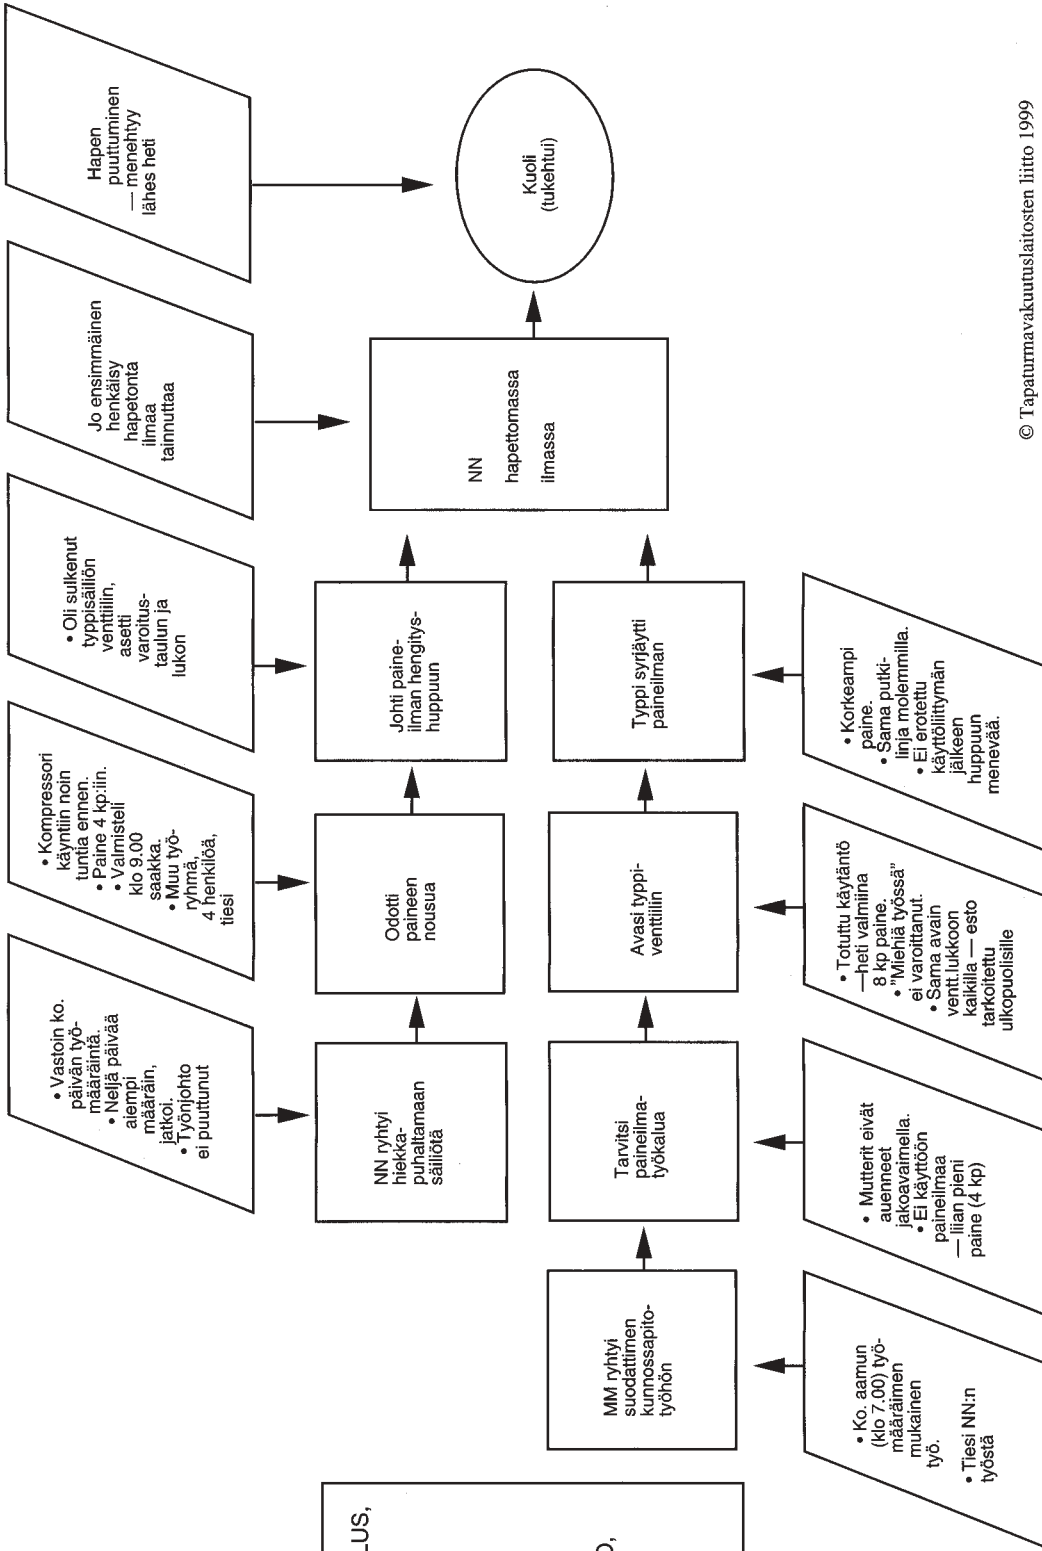 • Vastoin ko.
päivän työ-
määräintä.
• Neljä päivää
aiempi
määräin,
jatkoi.
• Työnjohto
ei puuttunut
• Kompressori
käyntiin noin
tuntia ennen.
• Paine 4 kp:iin.
• Valmisteli
klo 9.00
saakka.
• Muu työ-
ryhmä,
4 henkilöä,
tiesi
• Oli sulkenut
typpisäiliön
venttiilin,
asetti
varoitus-
taulun ja
lukon
Jo ensimmäinen
henkäisy
hapetonta
ilmaa
tainnuttaa
Hapen
puuttuminen
— menehtyy
lähes heti
LUS,
O,
NN ryhtyi
hiekka-
puhaltamaan
säiliötä
Odotti
paineen
nousua
Johti paine-
ilman hengitys-
huppuun
NN
hapettomassa
ilmassa
Kuoli
(tukehtui)
MM ryhtyi
suodattimen
kunnossapito-
työhön
Tarvitsi
paineilma-
työkalua
Avasi typpi-
venttiilin
Typpi syrjäytti
paineilman
• Ko. aamun
(klo 7.00) työ-
määräimen
mukainen
työ.
• Tiesi NN:n
työstä
• Mutterit eivät
auenneet
jakoavaimella.
• Ei käyttöön
paineilmaa
— liian pieni
paine (4 kp)
• Totuttu käytäntö
—heti valmiina
8 kp paine.
• ”Miehiä työssä”
ei varoittanut.
• Sama avain
ventt.lukkoon
kaikilla — esto
tarkoitettu
ulkopuolisille
• Korkeampi
paine.
• Sama putki-
linja molemmilla.
• Ei erotettu
käyttöliittymän
jälkeen
huppuun
menevää.
© Tapaturmavakuutuslaitosten liitto 1999